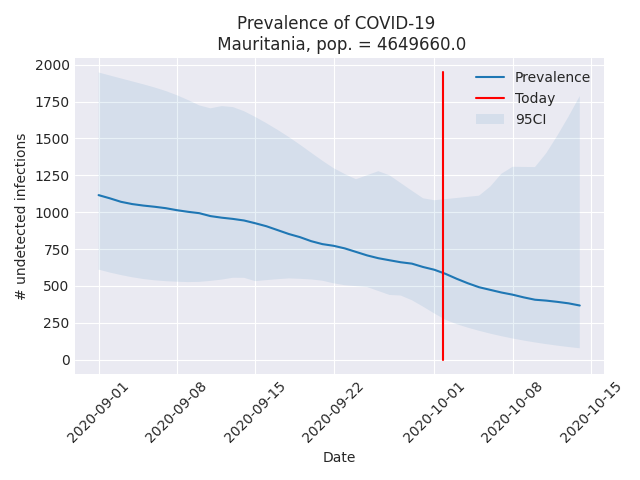 Prevalence of COVID-19
Mauritania, pop. = 4649660.0
Prevalence
Today
95CI
2000
1750
1500
1250
1000
750
500
250
0
# undetected infections
2020-09-01
2020-09-08
2020-09-15
2020-09-22
2020-10-01
2020-10-08
2020-10-15
Date